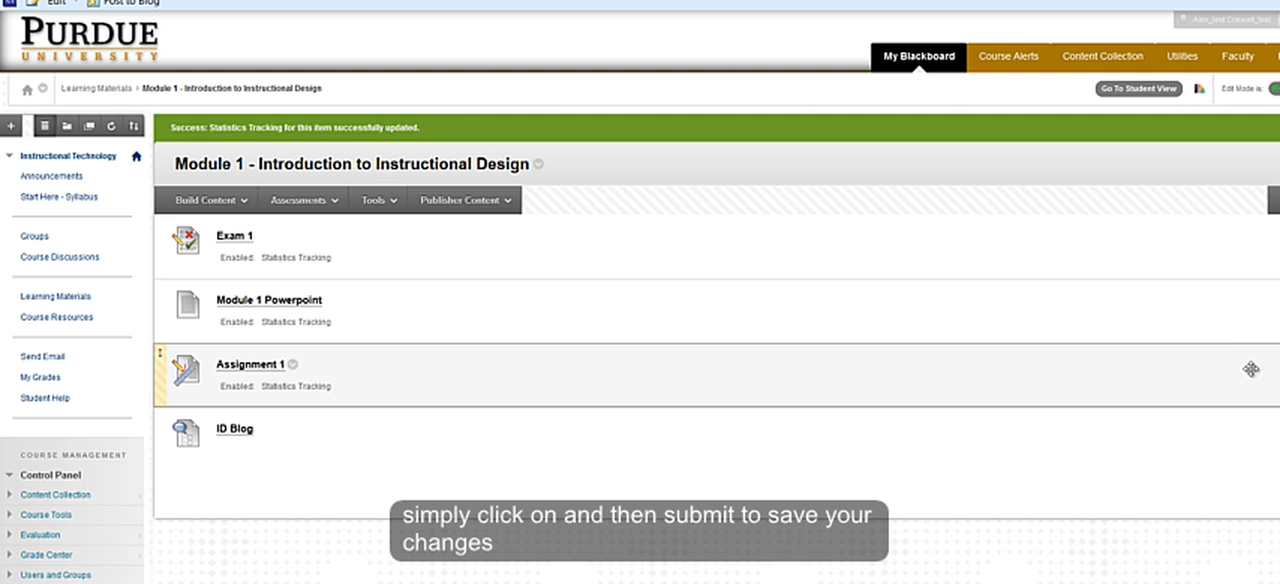 Edit Post to Blog
PURDUE
UNIVERSITY
My Blackboard Course Alerts Content Collection Utilities Faculty
Learning Materials Module 1 - Introduction to Instructional Design
Go To Student View Edit Mode is:
Success: Statistics Tracking for this item successfully updated.
Module 1 - Introduction to Instructional Design
Build Content Assessments Tools Publisher Content
Instructional Technology
Announcements
Start Here - Syllabus
Groups
Course Discussions
Learning Materials
Course Resources
Send Email
My Grades
Student Help
COURSE MANAGEMENT
Control Panel
Content Collection
Course Tools
Evaluation
Grade Center
Users and Groups
Exam 1
Enabled: Statistics Tracking
Module 1 Powerpoint
Enabled: Statistics Tracking
Assignment 1
Enabled: Statistics Tracking
ID Blog
simply click on and then submit to save your
changes